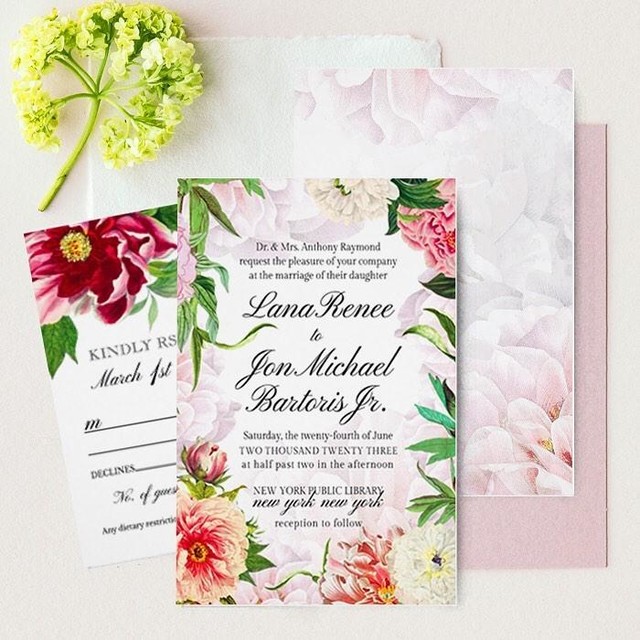 Dr. & Mrs. Anthony Raymond
request the pleasure of your company
at the marriage of their daughter
Lana Renee
to
Jon Michael
Bartoris Jr.
Saturday, the twenty-fourth of June
TWO THOUSAND TWENTY THREE
at half past two in the afternoon
NEW YORK PUBLIC LIBRARY
new york new york
reception to follow
KINDLY RS
March 1st
m
DECLINES
No. of gues
Any dietary restrictio